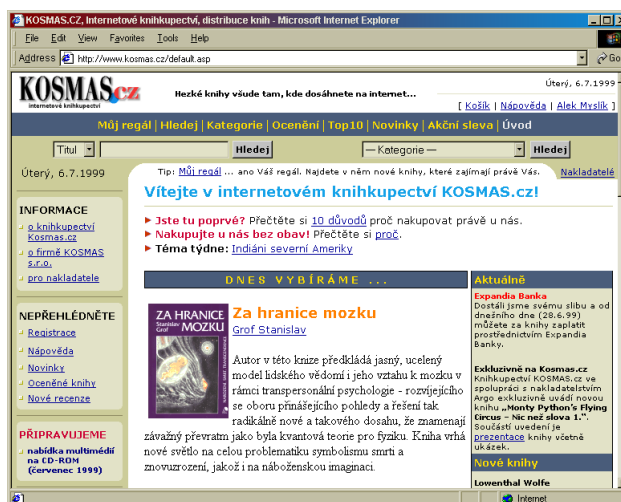 KOSMAS.CZ, Internetové knihkupectví, distribuce knih - Microsoft Internet Explorer
File Edit View Favorites Tools Help
Address http://www.kosmas.cz/default.asp Go
KOSMAS.cz
internetové knihkupectví
Hezké knihy všude tam, kde dosáhnete na internet...
Úterý, 6.7.1999
[ Košík | Nápověda | Alek Myslík ]
Můj regál | Hledej | Kategorie | Ocenění | Top10 | Novinky | Akční sleva | Úvod
Titul Hledej — Kategorie — Hledej
Úterý, 6.7.1999
Tip: Můj regál ... ano Váš regál. Najdete v něm nové knihy, které zajímají právě Vás.
Nakladatelé
Vítejte v internetovém knihkupectví KOSMAS.cz!
Jste tu poprvé? Přečtěte si 10 důvodů proč nakupovat právě u nás.
Nakupujte u nás bez obav! Přečtěte si proč.
Téma týdne: Indiáni severní Ameriky
INFORMACE
o knihkupectví
Kosmas.cz
o firmě KOSMAS
s.r.o.
pro nakladatele
NEPŘEHLÉDNĚTE
Registrace
Nápověda
Novinky
Oceněné knihy
Nové recenze
PŘIPRAVUJEME
nabídka multimédií
na CD-ROM
(červenec 1999)
DNES VYBÍRÁME ...
ZA HRANICE
Stanislav
Grof
MOZKU
Za hranice mozku
Grof Stanislav
Autor v této knize předkládá jasný, ucelený
model lidského vědomí i jeho vztahu k mozku v
rámci transpersonální psychologie - rozvíjejícího
se oboru přinášejícího pohledy a řešení tak
radikálně nové a takového dosahu, že znamenají
závažný převratm jako byla kvantová teorie pro fyziku. Kniha vrhá
nové světlo na celou problematiku symbolismu smrti a
znovuzrození, jakož i na náboženskou imaginaci.
Aktuálně
Expandia Banka
Dostáli jsme svému slibu a od
dnešního dne (28.6.99)
můžete za knihy zaplatit
prostřednictvím Expandia
Banky.
Exkluzivně na Kosmas.cz
Knihkupectví KOSMAS.cz ve
spolupráci s nakladatelstvím
Argo exkluzivně uvádí novou
knihu „Monty Python's Flying
Circus - Nic než slova 1.".
Součástí uvedení je
prezentace knihy včetně
ukázek.
Nové knihy
Lowenthal Wolfe
Internet